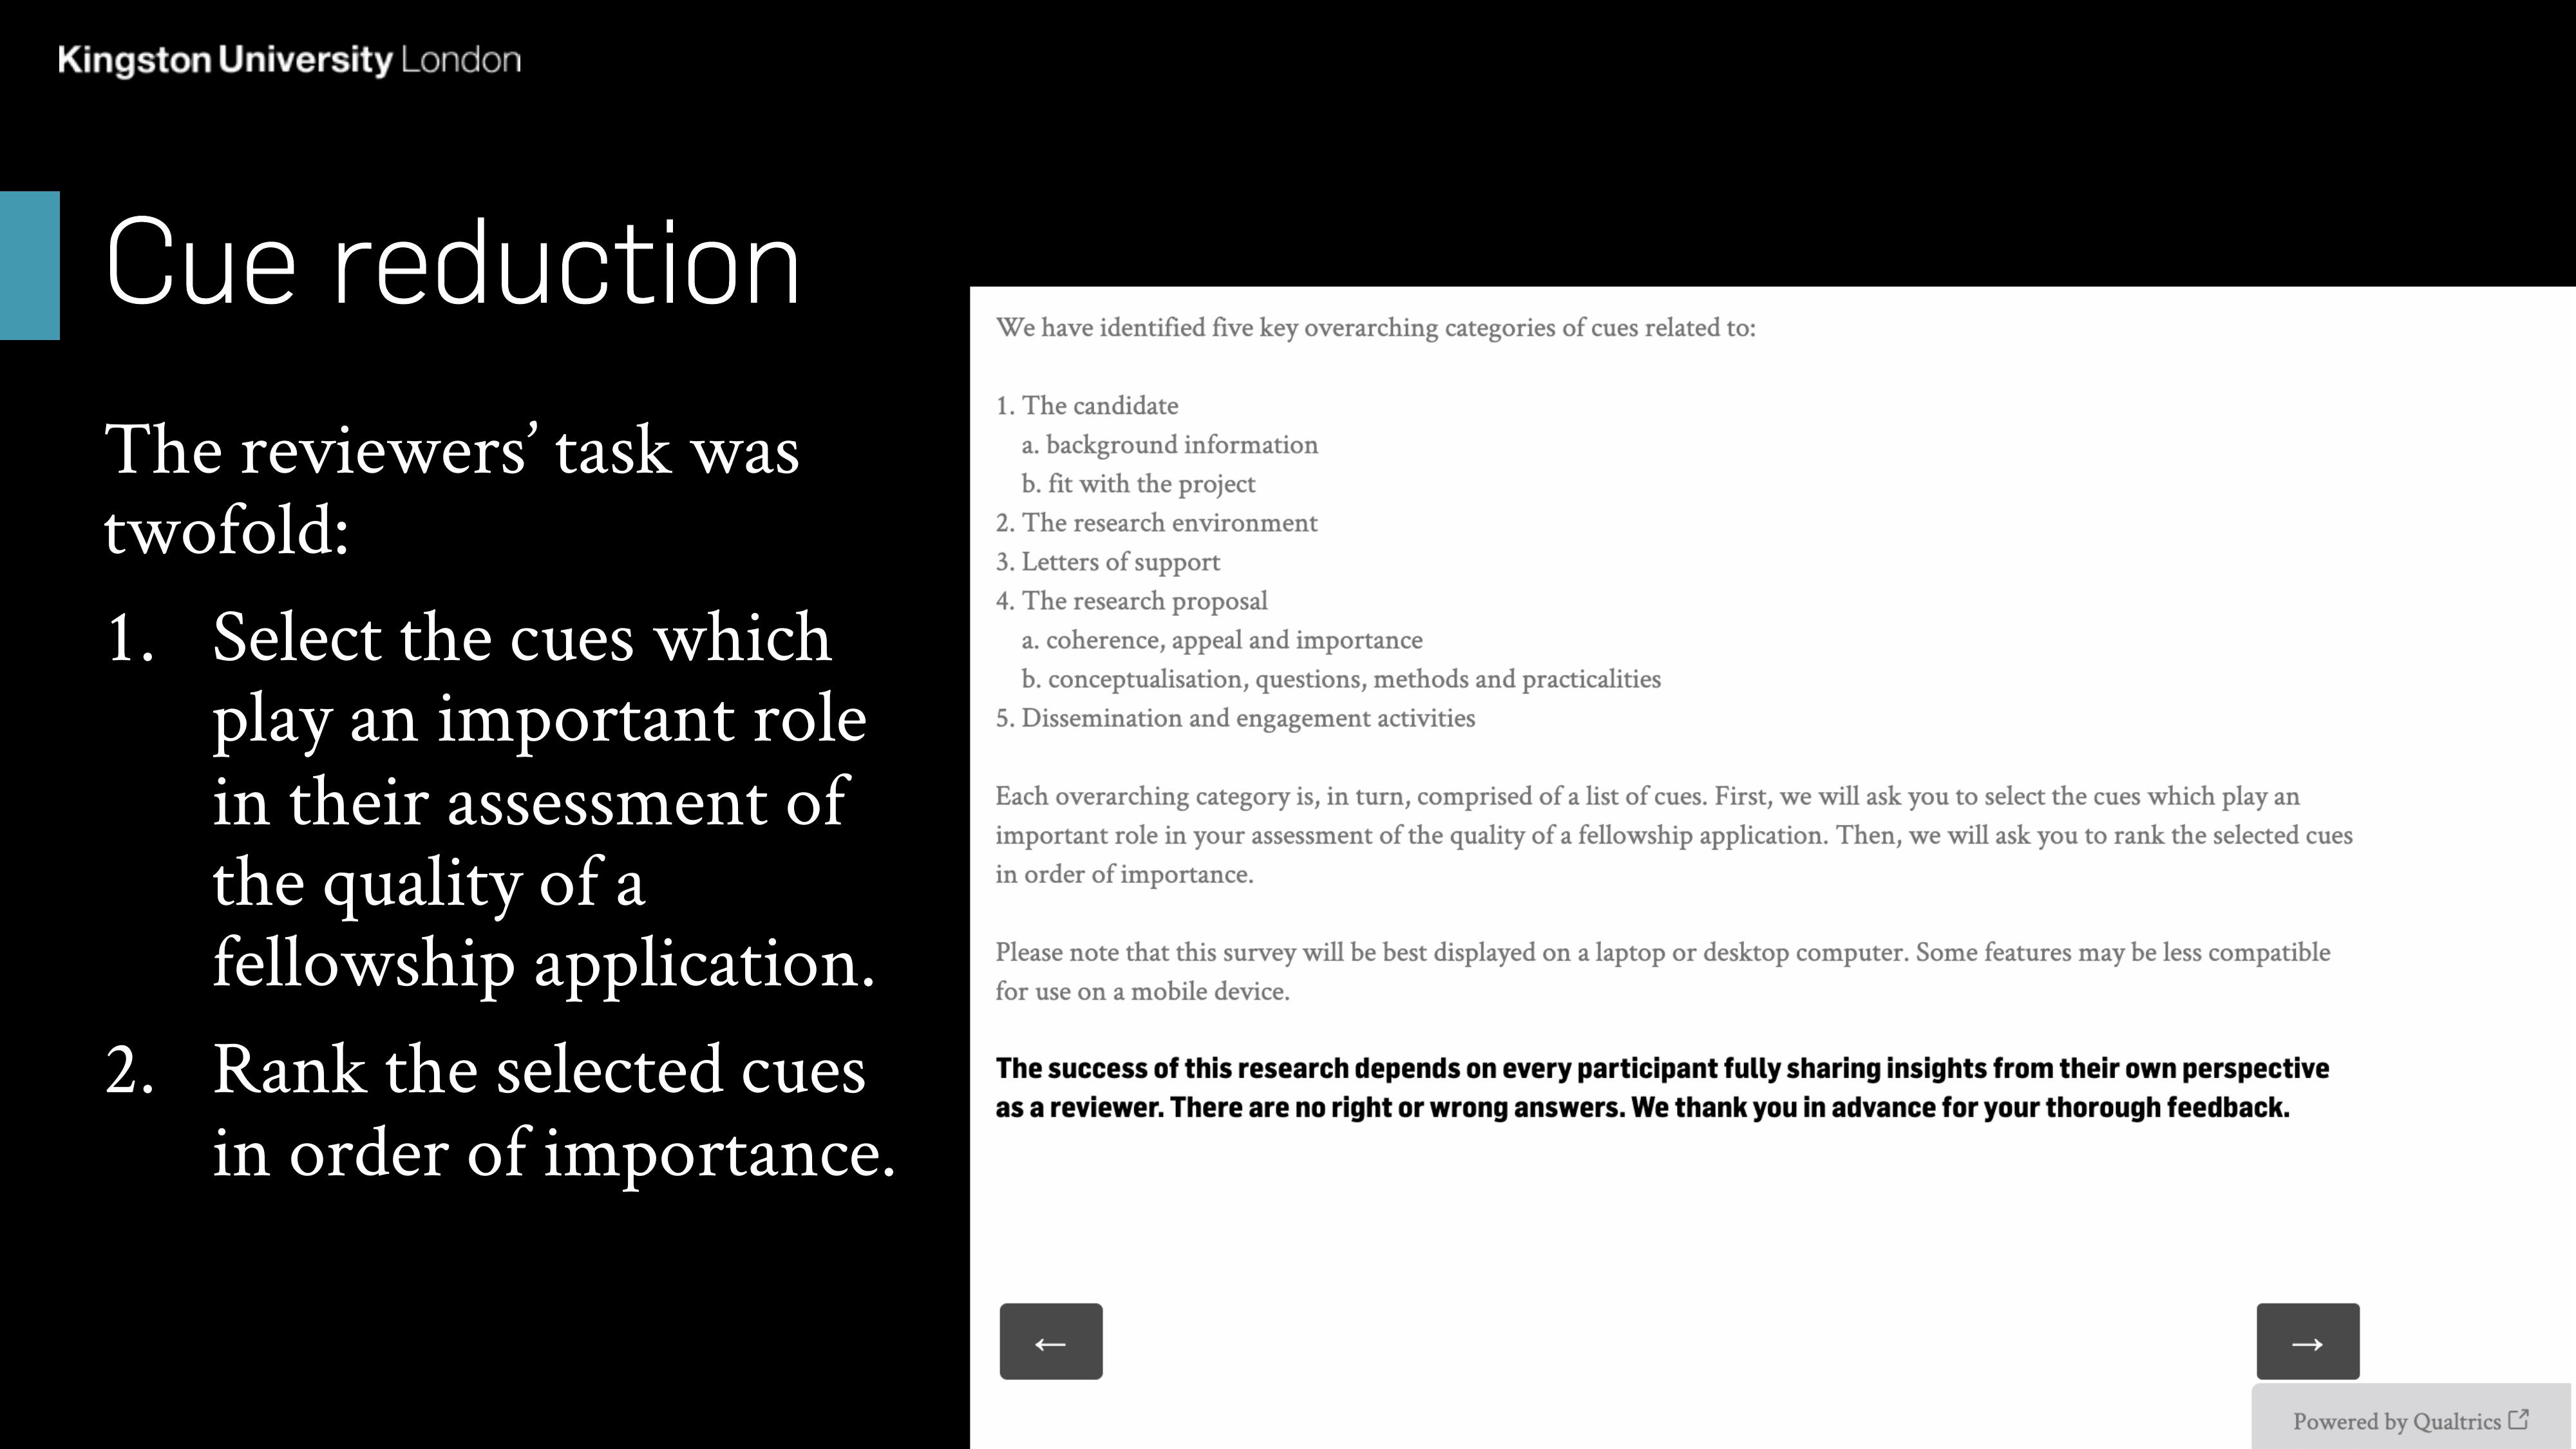 Kingston University London
Cue reduction
The reviewers’ task was
twofold:
1. Select the cues which
play an important role
in their assessment of
the quality of a
fellowship application.
2. Rank the selected cues
in order of importance.
We have identified five key overarching categories of cues related to:
1. The candidate
a. background information
b. fit with the project
2. The research environment
3. Letters of support
4. The research proposal
a. coherence, appeal and importance
b. conceptualisation, questions, methods and practicalities
5. Dissemination and engagement activities
Each overarching category is, in turn, comprised of a list of cues. First, we will ask you to select the cues which play an
important role in your assessment of the quality of a fellowship application. Then, we will ask you to rank the selected cues
in order of importance.
Please note that this survey will be best displayed on a laptop or desktop computer. Some features may be less compatible
for use on a mobile device.
The success of this research depends on every participant fully sharing insights from their own perspective
as a reviewer. There are no right or wrong answers. We thank you in advance for your thorough feedback.
← →
Powered by Qualtrics